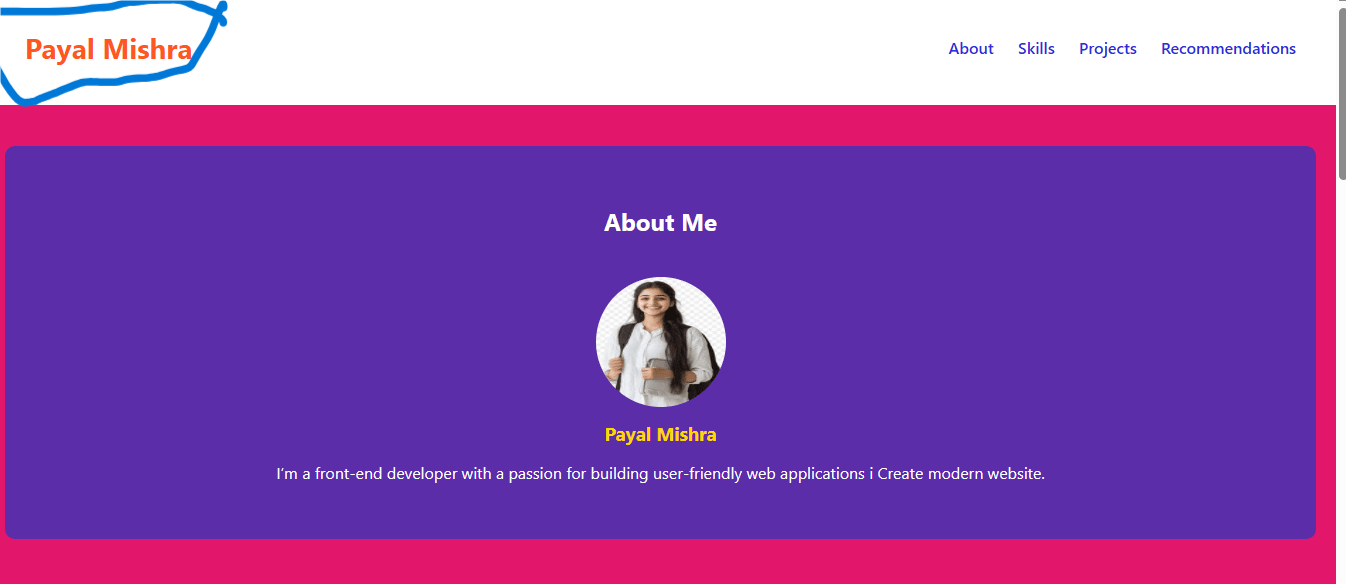 Payal Mishra
About Skills Projects Recommendations
About Me
Payal Mishra
I'm a front-end developer with a passion for building user-friendly web applications i Create modern website.